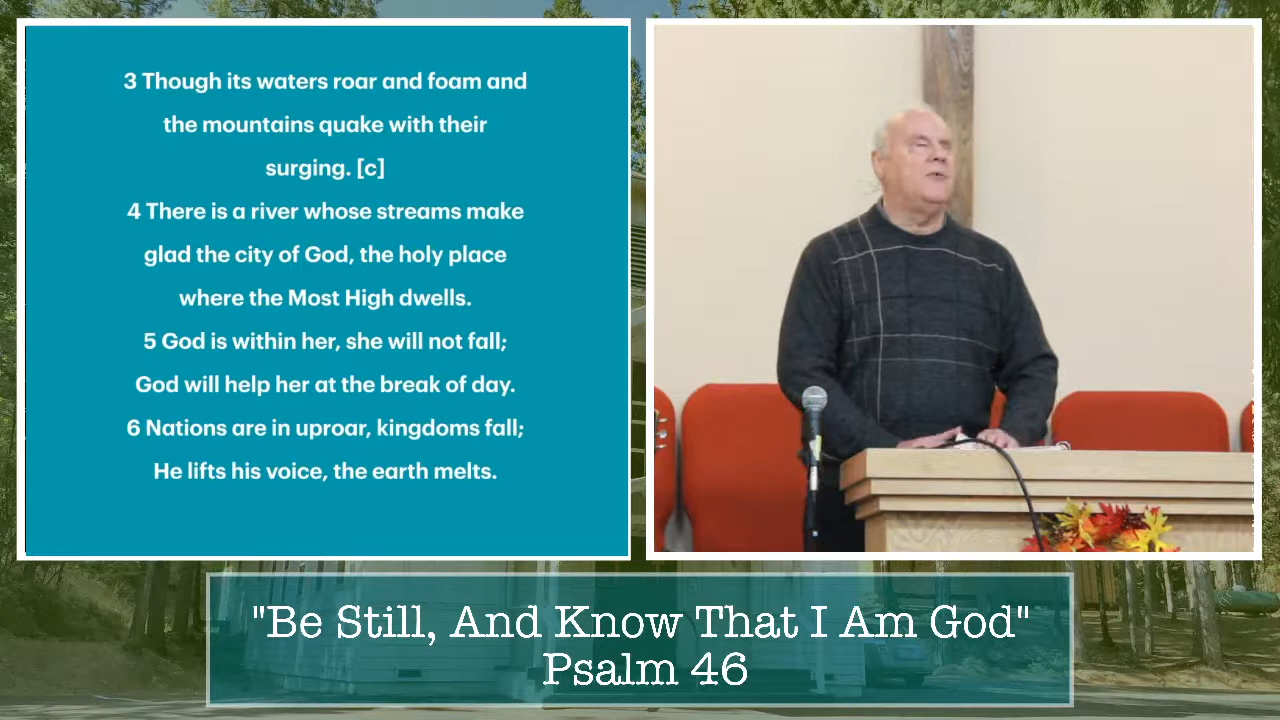 3 Though its waters roar and foam and
the mountains quake with their
surging. [c]
4 There is a river whose streams make
glad the city of God, the holy place
where the Most High dwells.
5 God is within her, she will not fall;
God will help her at the break of day.
6 Nations are in uproar, kingdoms fall;
He lifts his voice, the earth melts.
"Be Still, And Know That I Am God"
Psalm 46